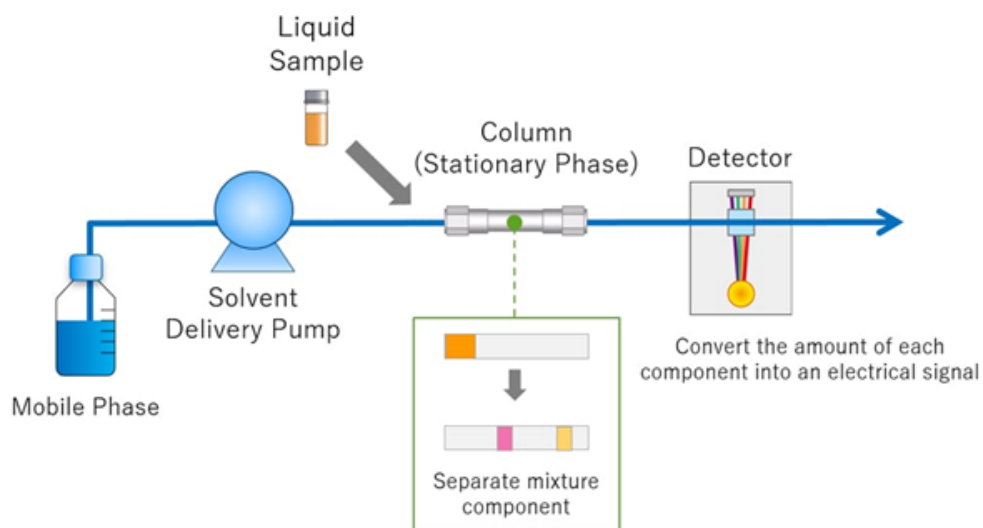 Liquid
Sample
Column
(Stationary Phase)
Detector
Solvent
Delivery Pump
Mobile Phase
Convert the amount of each
component into an electrical signal
Separate mixture
component